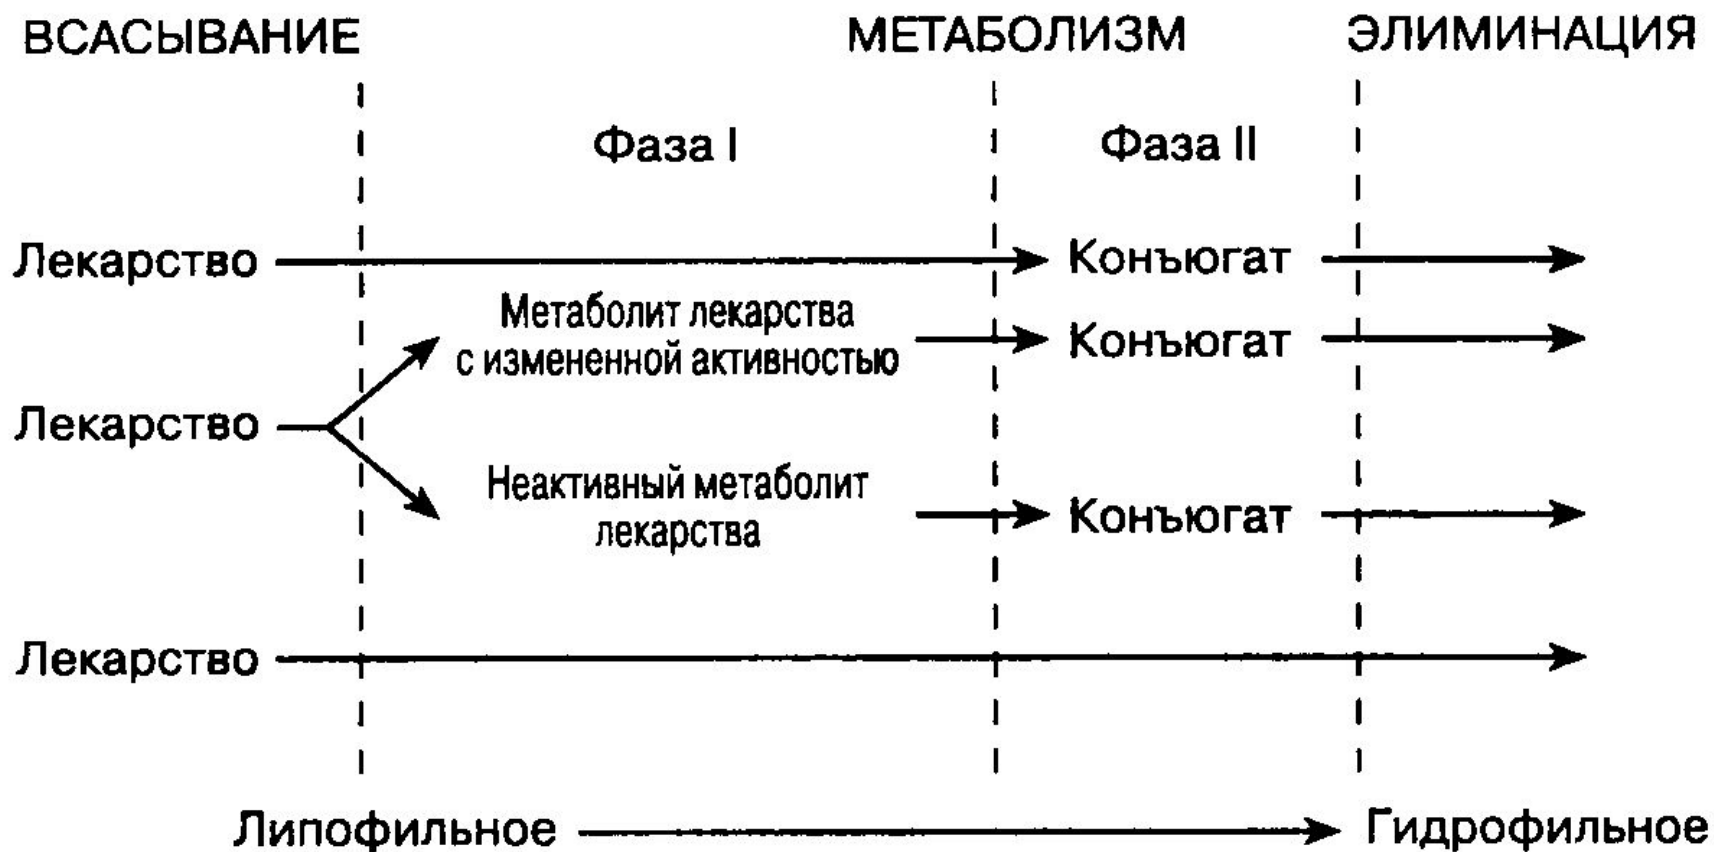 ВСАСЫВАНИЕ МЕТАБОЛИЗМ ЭЛИМИНАЦИЯ
Фаза I Фаза II
Лекарство Конъюгат
Метаболит лекарства
с измененной активностью Конъюгат
Лекарство
Неактивный метаболит
лекарства Конъюгат
Лекарство
Липофильное Гидрофильное